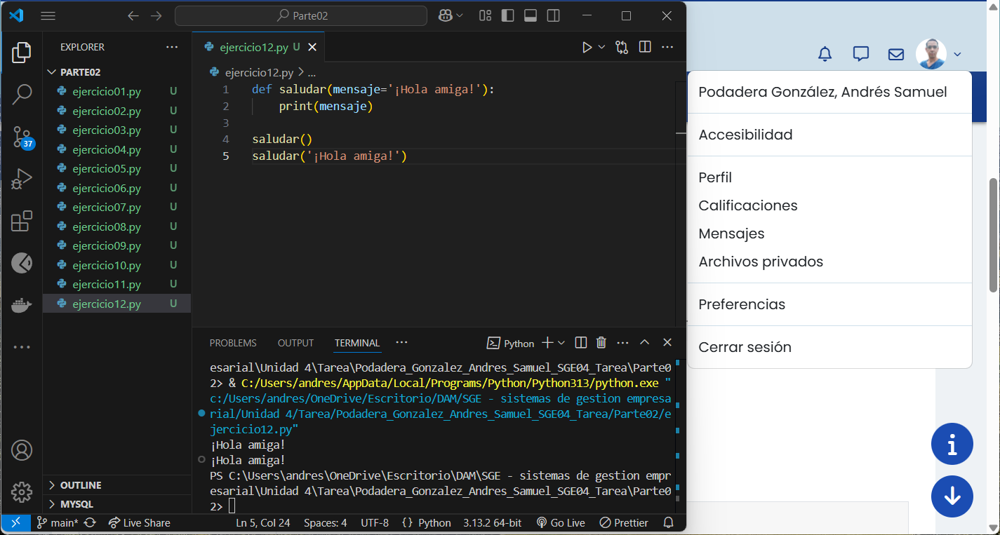 Parte02
EXPLORER
PARTE02
ejercicio01.py U
ejercicio02.py U
ejercicio03.py U
ejercicio04.py U
ejercicio05.py U
ejercicio06.py U
ejercicio07.py U
ejercicio08.py U
ejercicio09.py U
ejercicio10.py U
ejercicio11.py U
ejercicio12.py U
OUTLINE
MYSQL
37
ejercicio12.py U
ejercicio12.py > ...
1 def saludar(mensaje='¡Hola amiga!'):
2 print(mensaje)
3
4 saludar()
5 saludar('¡Hola amiga!')
PROBLEMS OUTPUT TERMINAL ... Python
esarial\Unidad 4\Tarea\Podadera_Gonzalez_Andres_Samuel_SGE04_Tarea\Parte0
2> & C:/Users/andres/AppData/Local/Programs/Python/Python313/python.exe "
c:/Users/andres/OneDrive/Escritorio/DAM/SGE - sistemas de gestion empresa
rial/Unidad 4/Tarea/Podadera_Gonzalez_Andres_Samuel_SGE04_Tarea/Parte02/e
jercicio12.py"
¡Hola amiga!
¡Hola amiga!
PS C:\Users\andres\OneDrive\Escritorio\DAM\SGE - sistemas de gestion empr
esarial\Unidad 4\Tarea\Podadera_Gonzalez_Andres_Samuel_SGE04_Tarea\Parte0
2>
main* Live Share Ln 5, Col 24 Spaces: 4 UTF-8 {} Python 3.13.2 64-bit Go Live Prettier
Podadera González, Andrés Samuel
Accesibilidad
Perfil
Calificaciones
Mensajes
Archivos privados
Preferencias
Cerrar sesión